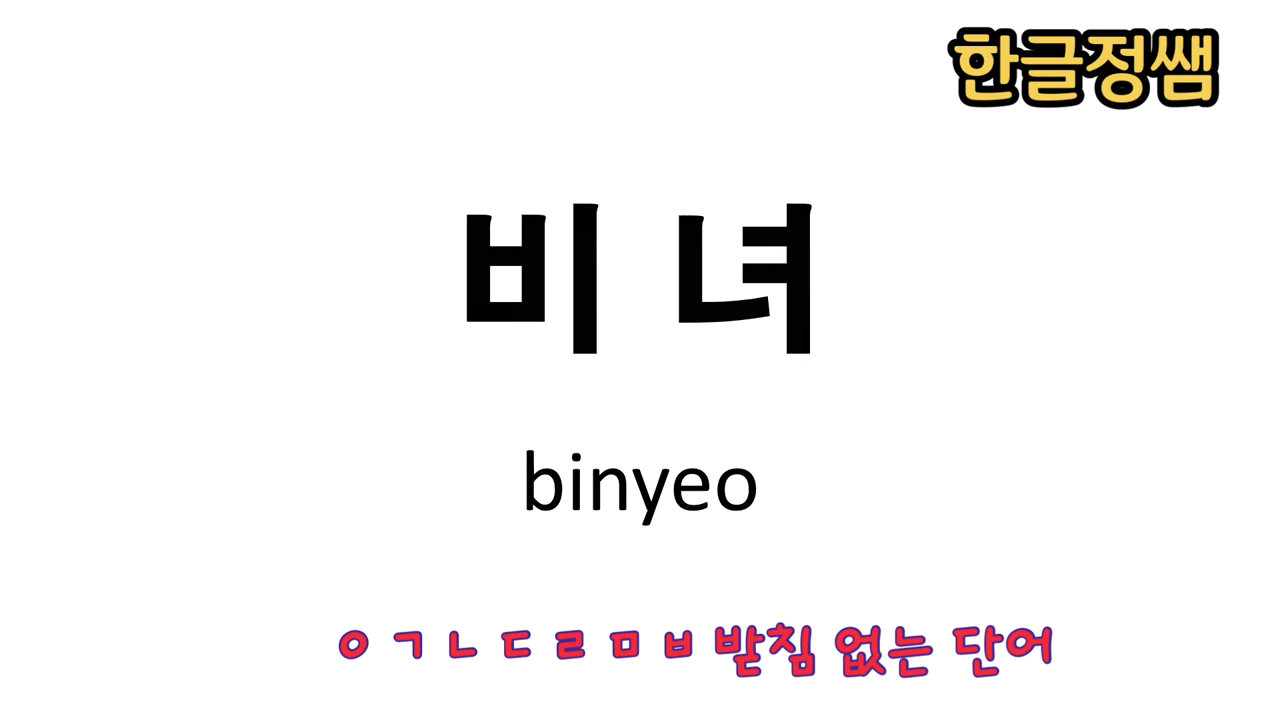 한글정쌤
비녀
binyeo
ㅇ ㄱ ㄴ ㄷ ㄹ ㅁ ㅂ 받침 없는 단어